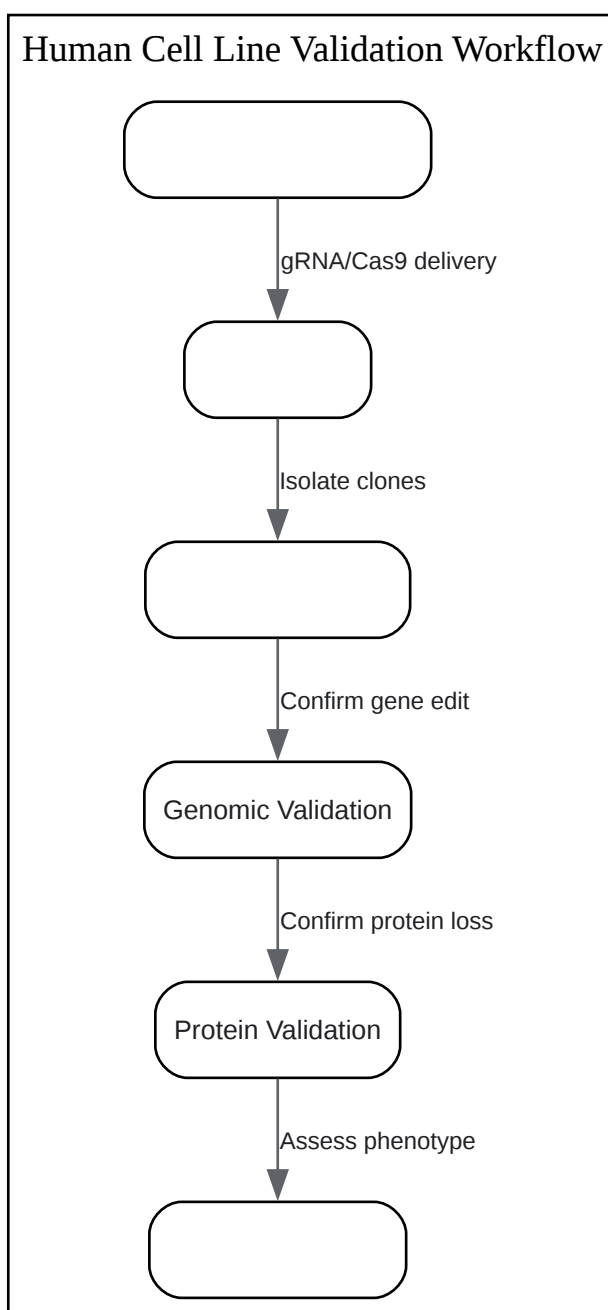 Human Cell Line Validation Workflow
gRNA/Cas9 delivery
Isolate clones
Confirm gene edit
Genomic Validation
Confirm protein loss
Protein Validation
Assess phenotype